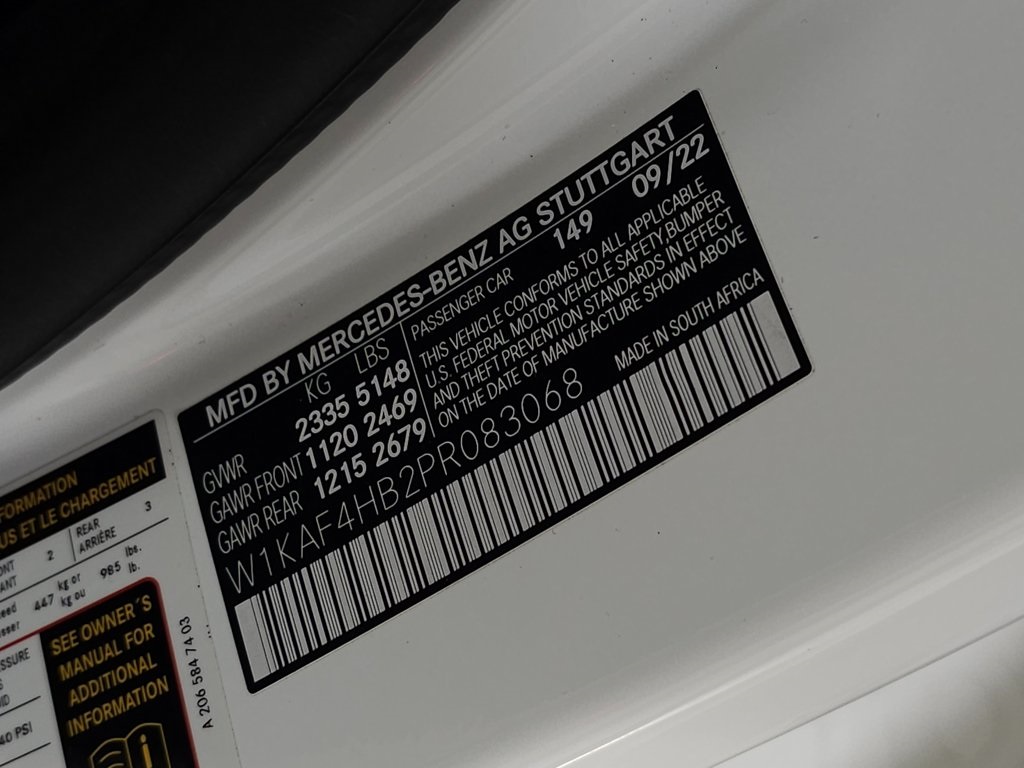 MFD BY MERCEDES-BENZ AG STUTTGART
KG LBS
GVWR 2335 5148
GAWR FRONT 1120 2469
GAWR REAR 1215 2679
PASSENGER CAR 149 09/22
THIS VEHICLE CONFORMS TO ALL APPLICABLE
U.S. FEDERAL MOTOR VEHICLE SAFETY, BUMPER
AND THEFT PREVENTION STANDARDS IN EFFECT
ON THE DATE OF MANUFACTURE SHOWN ABOVE
W1KAF4HB2PR083068 MADE IN SOUTH AFRICA
FORMATION
US ET LE CHARGEMENT
2 REAR 3
ARRIÈRE
447 kg or 985 lbs.
kg ou lb.
40 PSI
SEE OWNER´S
MANUAL FOR
ADDITIONAL
INFORMATION
A 206 584 74 03